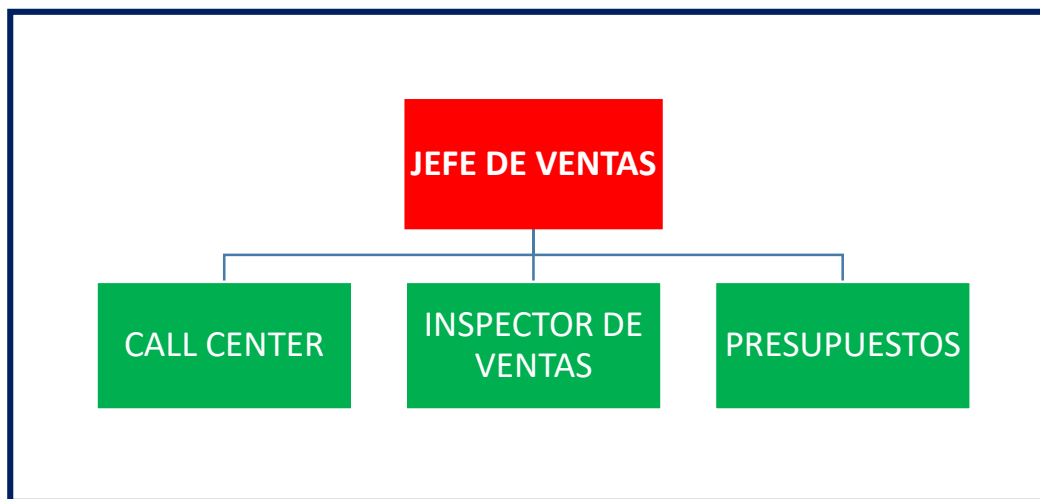 JEFE DE VENTAS
CALL CENTER
INSPECTOR DE
VENTAS
PRESUPUESTOS